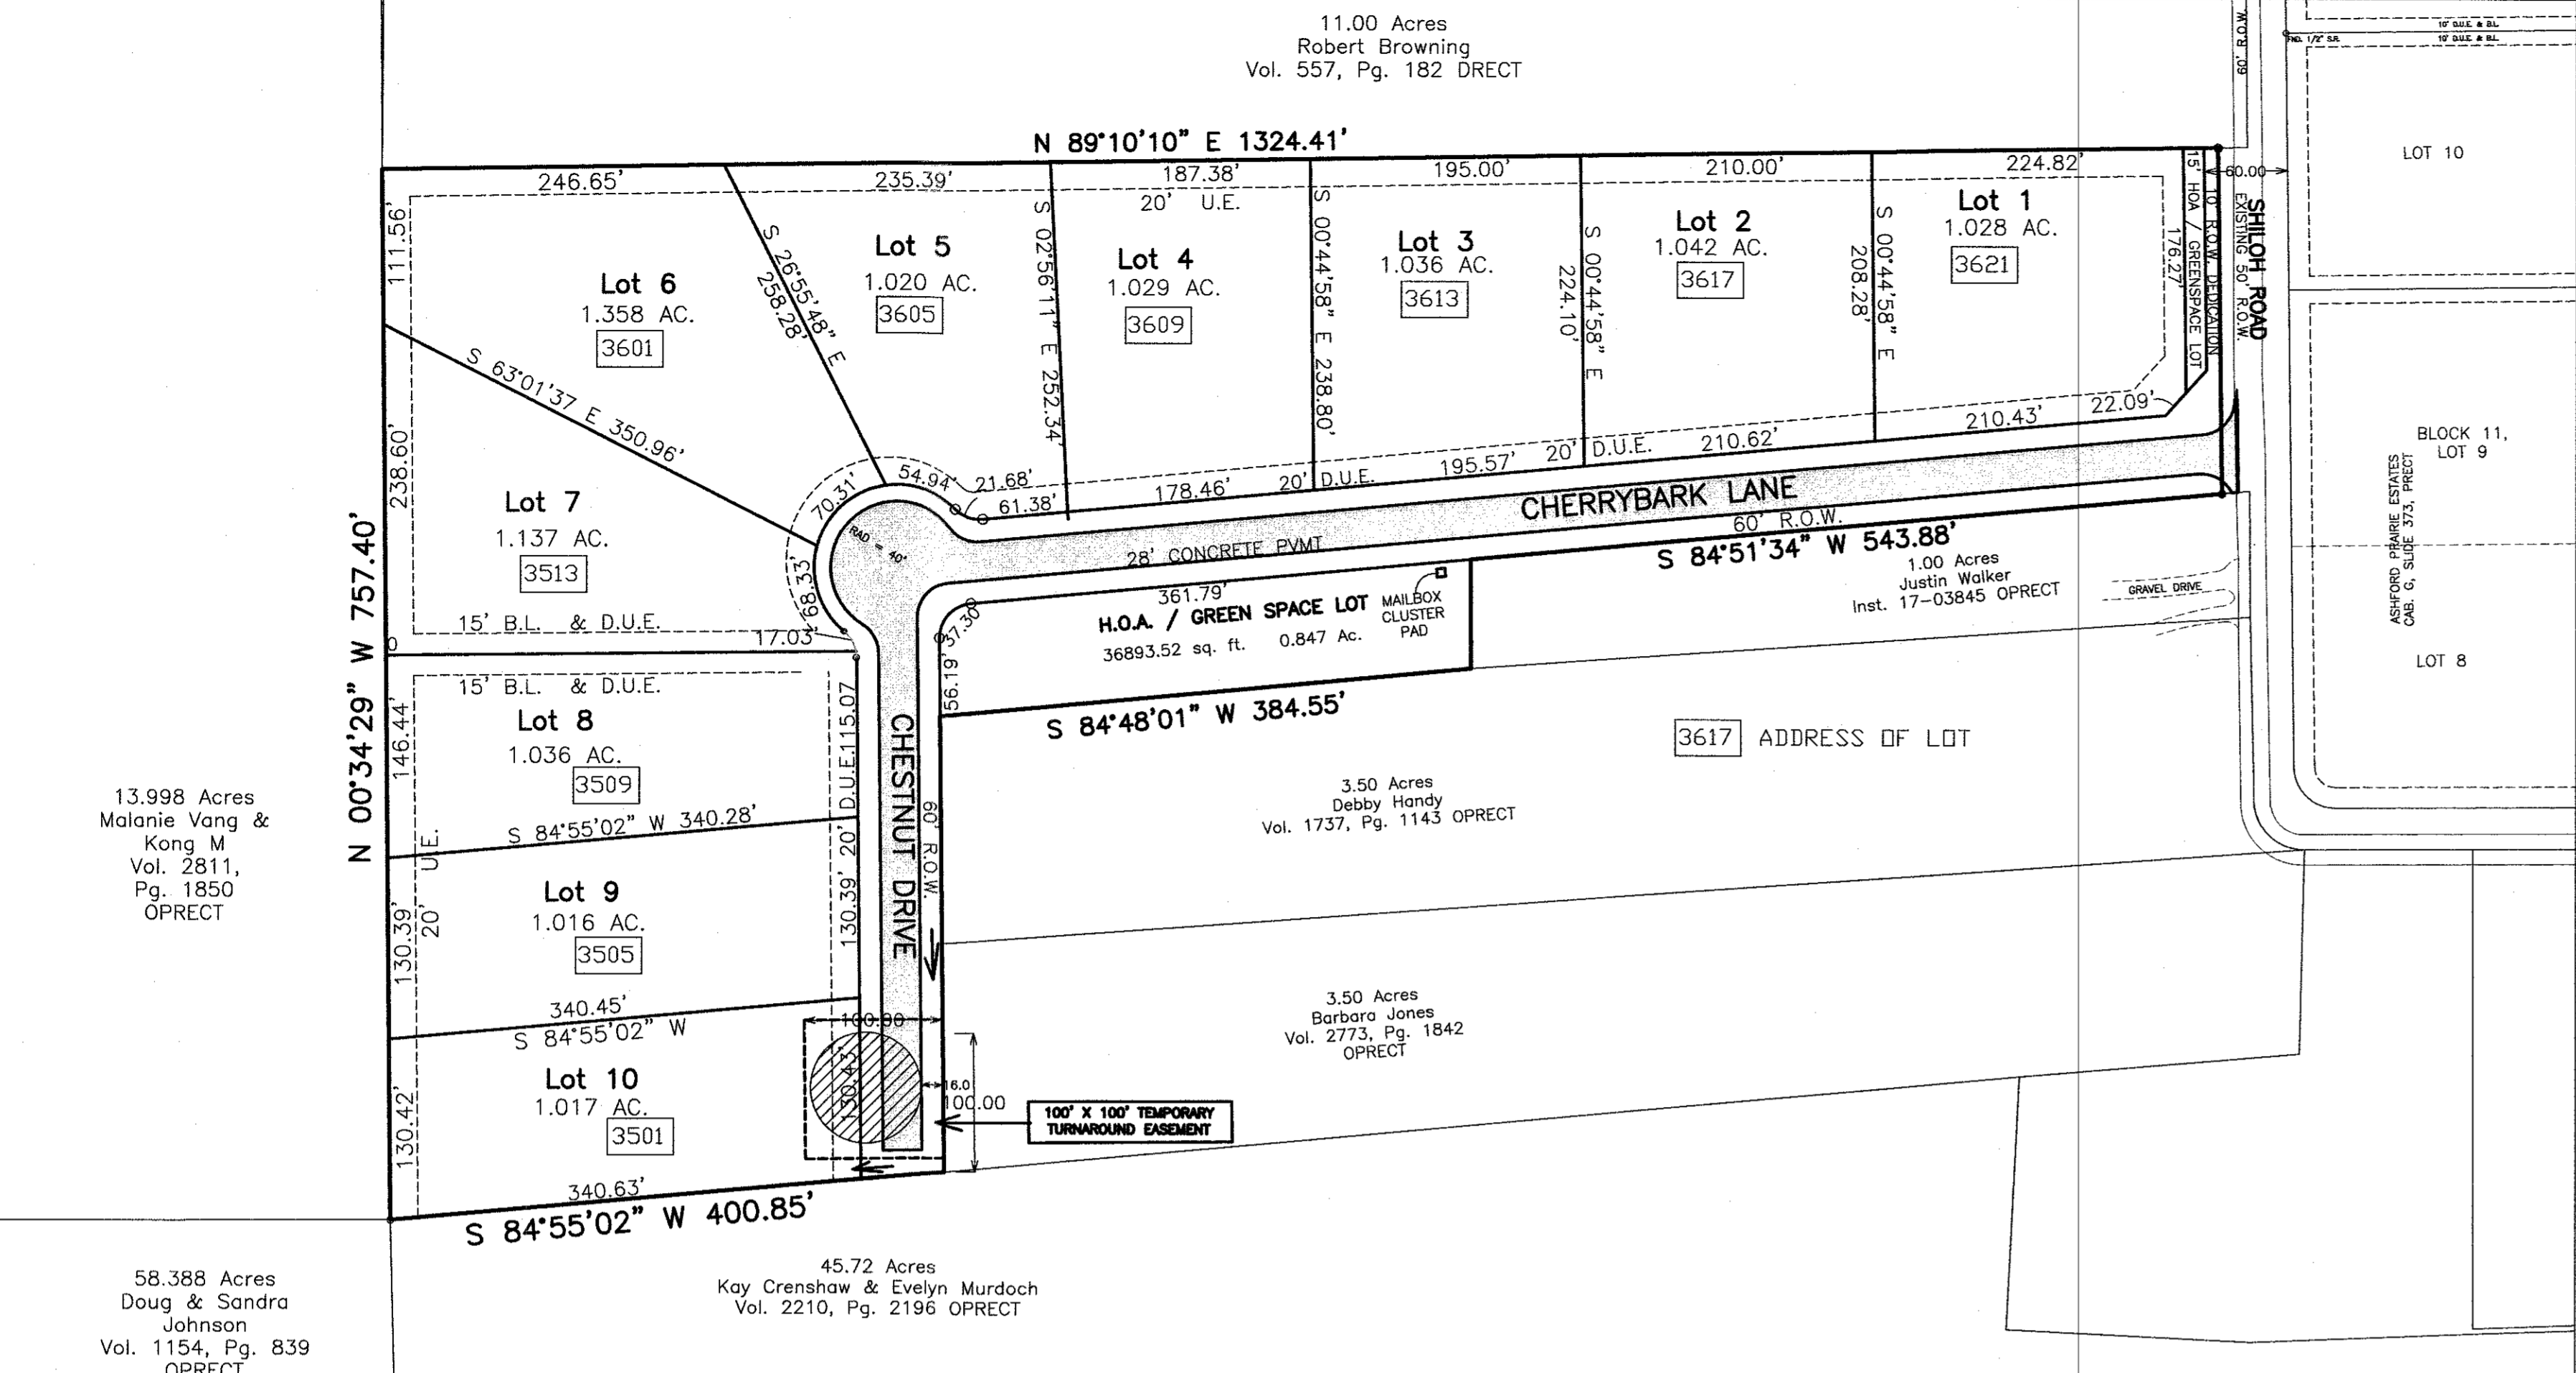 11.00 Acres
Robert Browning
Vol. 557, Pg. 182 DRECT
N 89°10'10" E 1324.41'
246.65'
235.39'
187.38'
195.00'
210.00'
224.82'
20' U.E.
Lot 1
1.028 AC.
3621
Lot 2
1.042 AC.
3617
Lot 3
1.036 AC.
3613
Lot 4
1.029 AC.
3609
Lot 5
1.020 AC.
3605
Lot 6
1.358 AC.
3601
111.56'
S 26°55'48" E
258.28'
S 02°56'11" E 252.34'
S 00°44'58" E 238.80'
S 00°44'58" E
224.10'
S 00°44'58" E
208.28'
176.27'
15' HOA / GREENSPACE LOT
10' R.O.W. DEDICATION
EXISTING 50' R.O.W.
SHILOH ROAD
60' R.O.W.
60.00
10' D.U.E & B.L
FND. 1/2" S.R.
10' D.U.E & B.L
LOT 10
BLOCK 11,
LOT 9
ASHFORD PRAIRIE ESTATES
CAB. G, SLIDE 373, PRECT
LOT 8
S 63°01'37 E 350.96'
238.60'
Lot 7
1.137 AC.
3513
70.31'
54.94'
21.68'
61.38'
178.46'
20' D.U.E.
195.57'
20' D.U.E.
210.62'
210.43'
22.09'
RAD = 40'
68.33'
17.03'
CHERRYBARK LANE
28' CONCRETE PVMT
60' R.O.W.
S 84°51'34" W 543.88'
1.00 Acres
Justin Walker
Inst. 17-03845 OPRECT
GRAVEL DRIVE
361.79'
37.30
56.19'
H.O.A. / GREEN SPACE LOT
36893.52 sq. ft. 0.847 Ac.
MAILBOX
CLUSTER
PAD
S 84°48'01" W 384.55'
N 00°34'29" W 757.40'
15' B.L. & D.U.E.
0
15' B.L. & D.U.E.
Lot 8
1.036 AC.
3509
146.44'
D.U.E115.07
20'
S 84°55'02" W 340.28'
20' U.E.
CHESTNUT DRIVE
60' R.O.W.
3617 ADDRESS OF LOT
3.50 Acres
Debby Handy
Vol. 1737, Pg. 1143 OPRECT
13.998 Acres
Malanie Vang &
Kong M
Vol. 2811,
Pg. 1850
OPRECT
Lot 9
1.016 AC.
3505
130.39'
130.39'
340.45'
S 84°55'02" W
3.50 Acres
Barbara Jones
Vol. 2773, Pg. 1842
OPRECT
Lot 10
1.017 AC.
3501
130.42'
130.43'
100.00
16.0
100.00
100' X 100' TEMPORARY
TURNAROUND EASEMENT
340.63'
S 84°55'02" W 400.85'
45.72 Acres
Kay Crenshaw & Evelyn Murdoch
Vol. 2210, Pg. 2196 OPRECT
58.388 Acres
Doug & Sandra
Johnson
Vol. 1154, Pg. 839
OPRECT